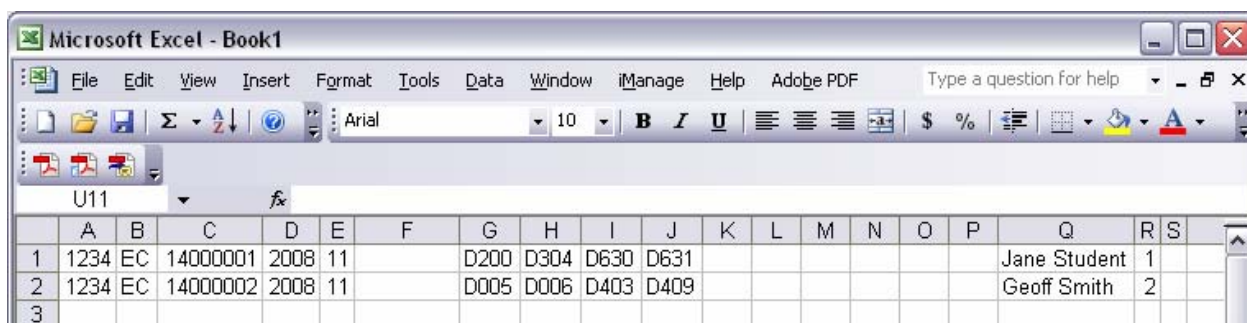 Microsoft Excel - Book1
File Edit View Insert Format Tools Data Window iManage Help Adobe PDF Type a question for help
Σ A Z Arial 10 B I U $ % A
U11 fx
A B C D E F G H I J K L M N O P Q R S
1 1234 EC 14000001 2008 11 D200 D304 D630 D631 Jane Student 1
2 1234 EC 14000002 2008 11 D005 D006 D403 D409 Geoff Smith 2
3